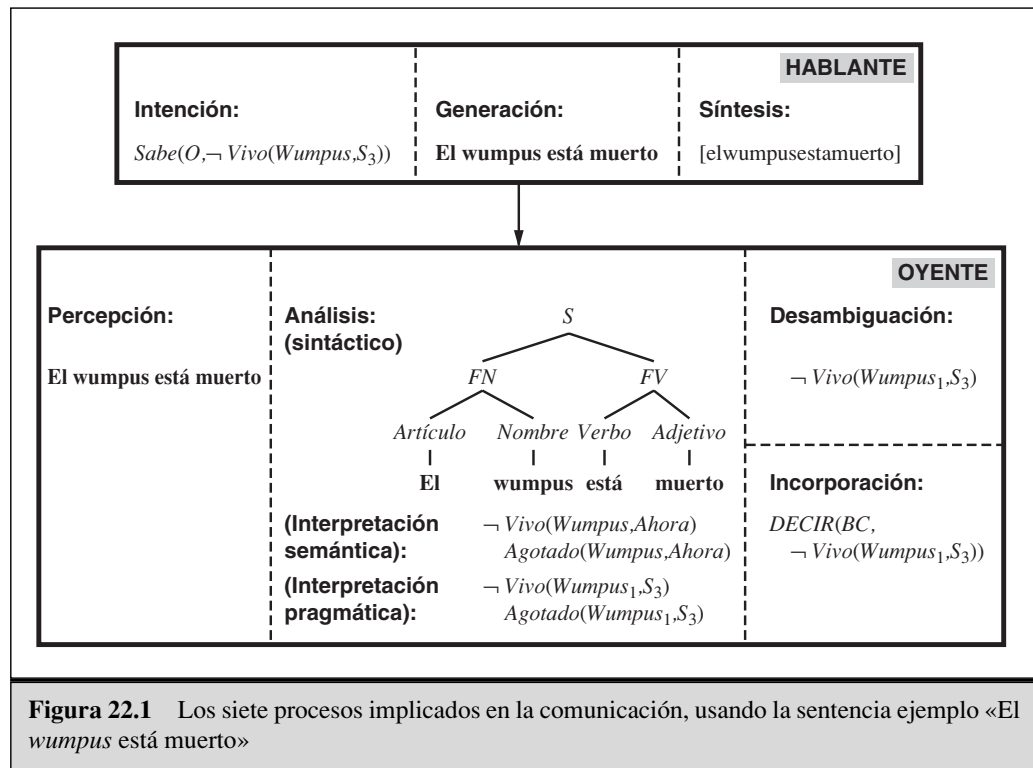 HABLANTE
Intención:
Sabe(O,¬ Vivo(Wumpus,S₃))
Generación:
El wumpus está muerto
Síntesis:
[elwumpusestamuerto]
OYENTE
Percepción:
El wumpus está muerto
Análisis:
(sintáctico)
S
FN FV
Artículo Nombre Verbo Adjetivo
El wumpus está muerto
(Interpretación ¬ Vivo(Wumpus,Ahora)
semántica): Agotado(Wumpus,Ahora)
(Interpretación ¬ Vivo(Wumpus₁,S₃)
pragmática): Agotado(Wumpus₁,S₃)
Desambiguación:
¬ Vivo(Wumpus₁,S₃)
Incorporación:
DECIR(BC,
¬ Vivo(Wumpus₁,S₃))
Figura 22.1 Los siete procesos implicados en la comunicación, usando la sentencia ejemplo «El
wumpus está muerto»